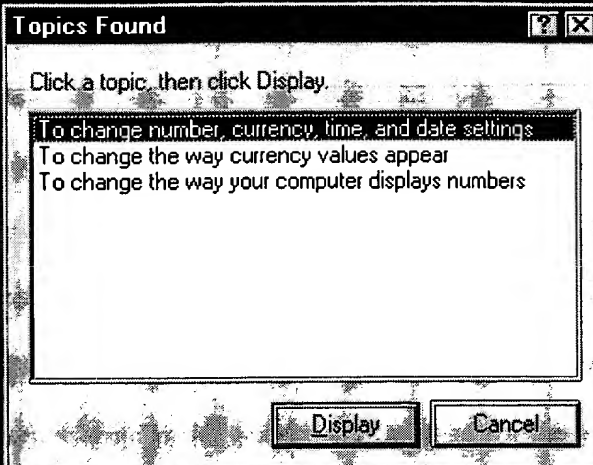 Topics Found
Click a topic, then click Display.
To change number, currency, time, and date settings
To change the way currency values appear
To change the way your computer displays numbers
Display Cancel